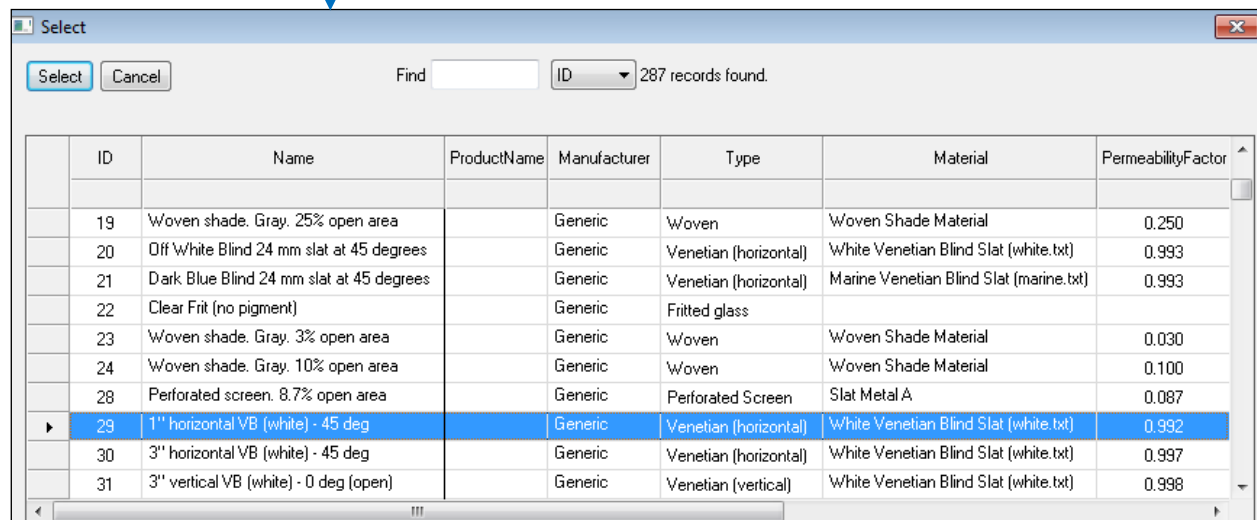 Select
Select Cancel Find ID 287 records found.
ID Name ProductName Manufacturer Type Material PermeabilityFactor
19 Woven shade. Gray. 25% open area Generic Woven Woven Shade Material 0.250
20 Off White Blind 24 mm slat at 45 degrees Generic Venetian (horizontal) White Venetian Blind Slat (white.txt) 0.993
21 Dark Blue Blind 24 mm slat at 45 degrees Generic Venetian (horizontal) Marine Venetian Blind Slat (marine.txt) 0.993
22 Clear Frit (no pigment) Generic Fritted glass
23 Woven shade. Gray. 3% open area Generic Woven Woven Shade Material 0.030
24 Woven shade. Gray. 10% open area Generic Woven Woven Shade Material 0.100
28 Perforated screen. 8.7% open area Generic Perforated Screen Slat Metal A 0.087
29 1'' horizontal VB (white) - 45 deg Generic Venetian (horizontal) White Venetian Blind Slat (white.txt) 0.992
30 3'' horizontal VB (white) - 45 deg Generic Venetian (horizontal) White Venetian Blind Slat (white.txt) 0.997
31 3'' vertical VB (white) - 0 deg (open) Generic Venetian (vertical) White Venetian Blind Slat (white.txt) 0.998